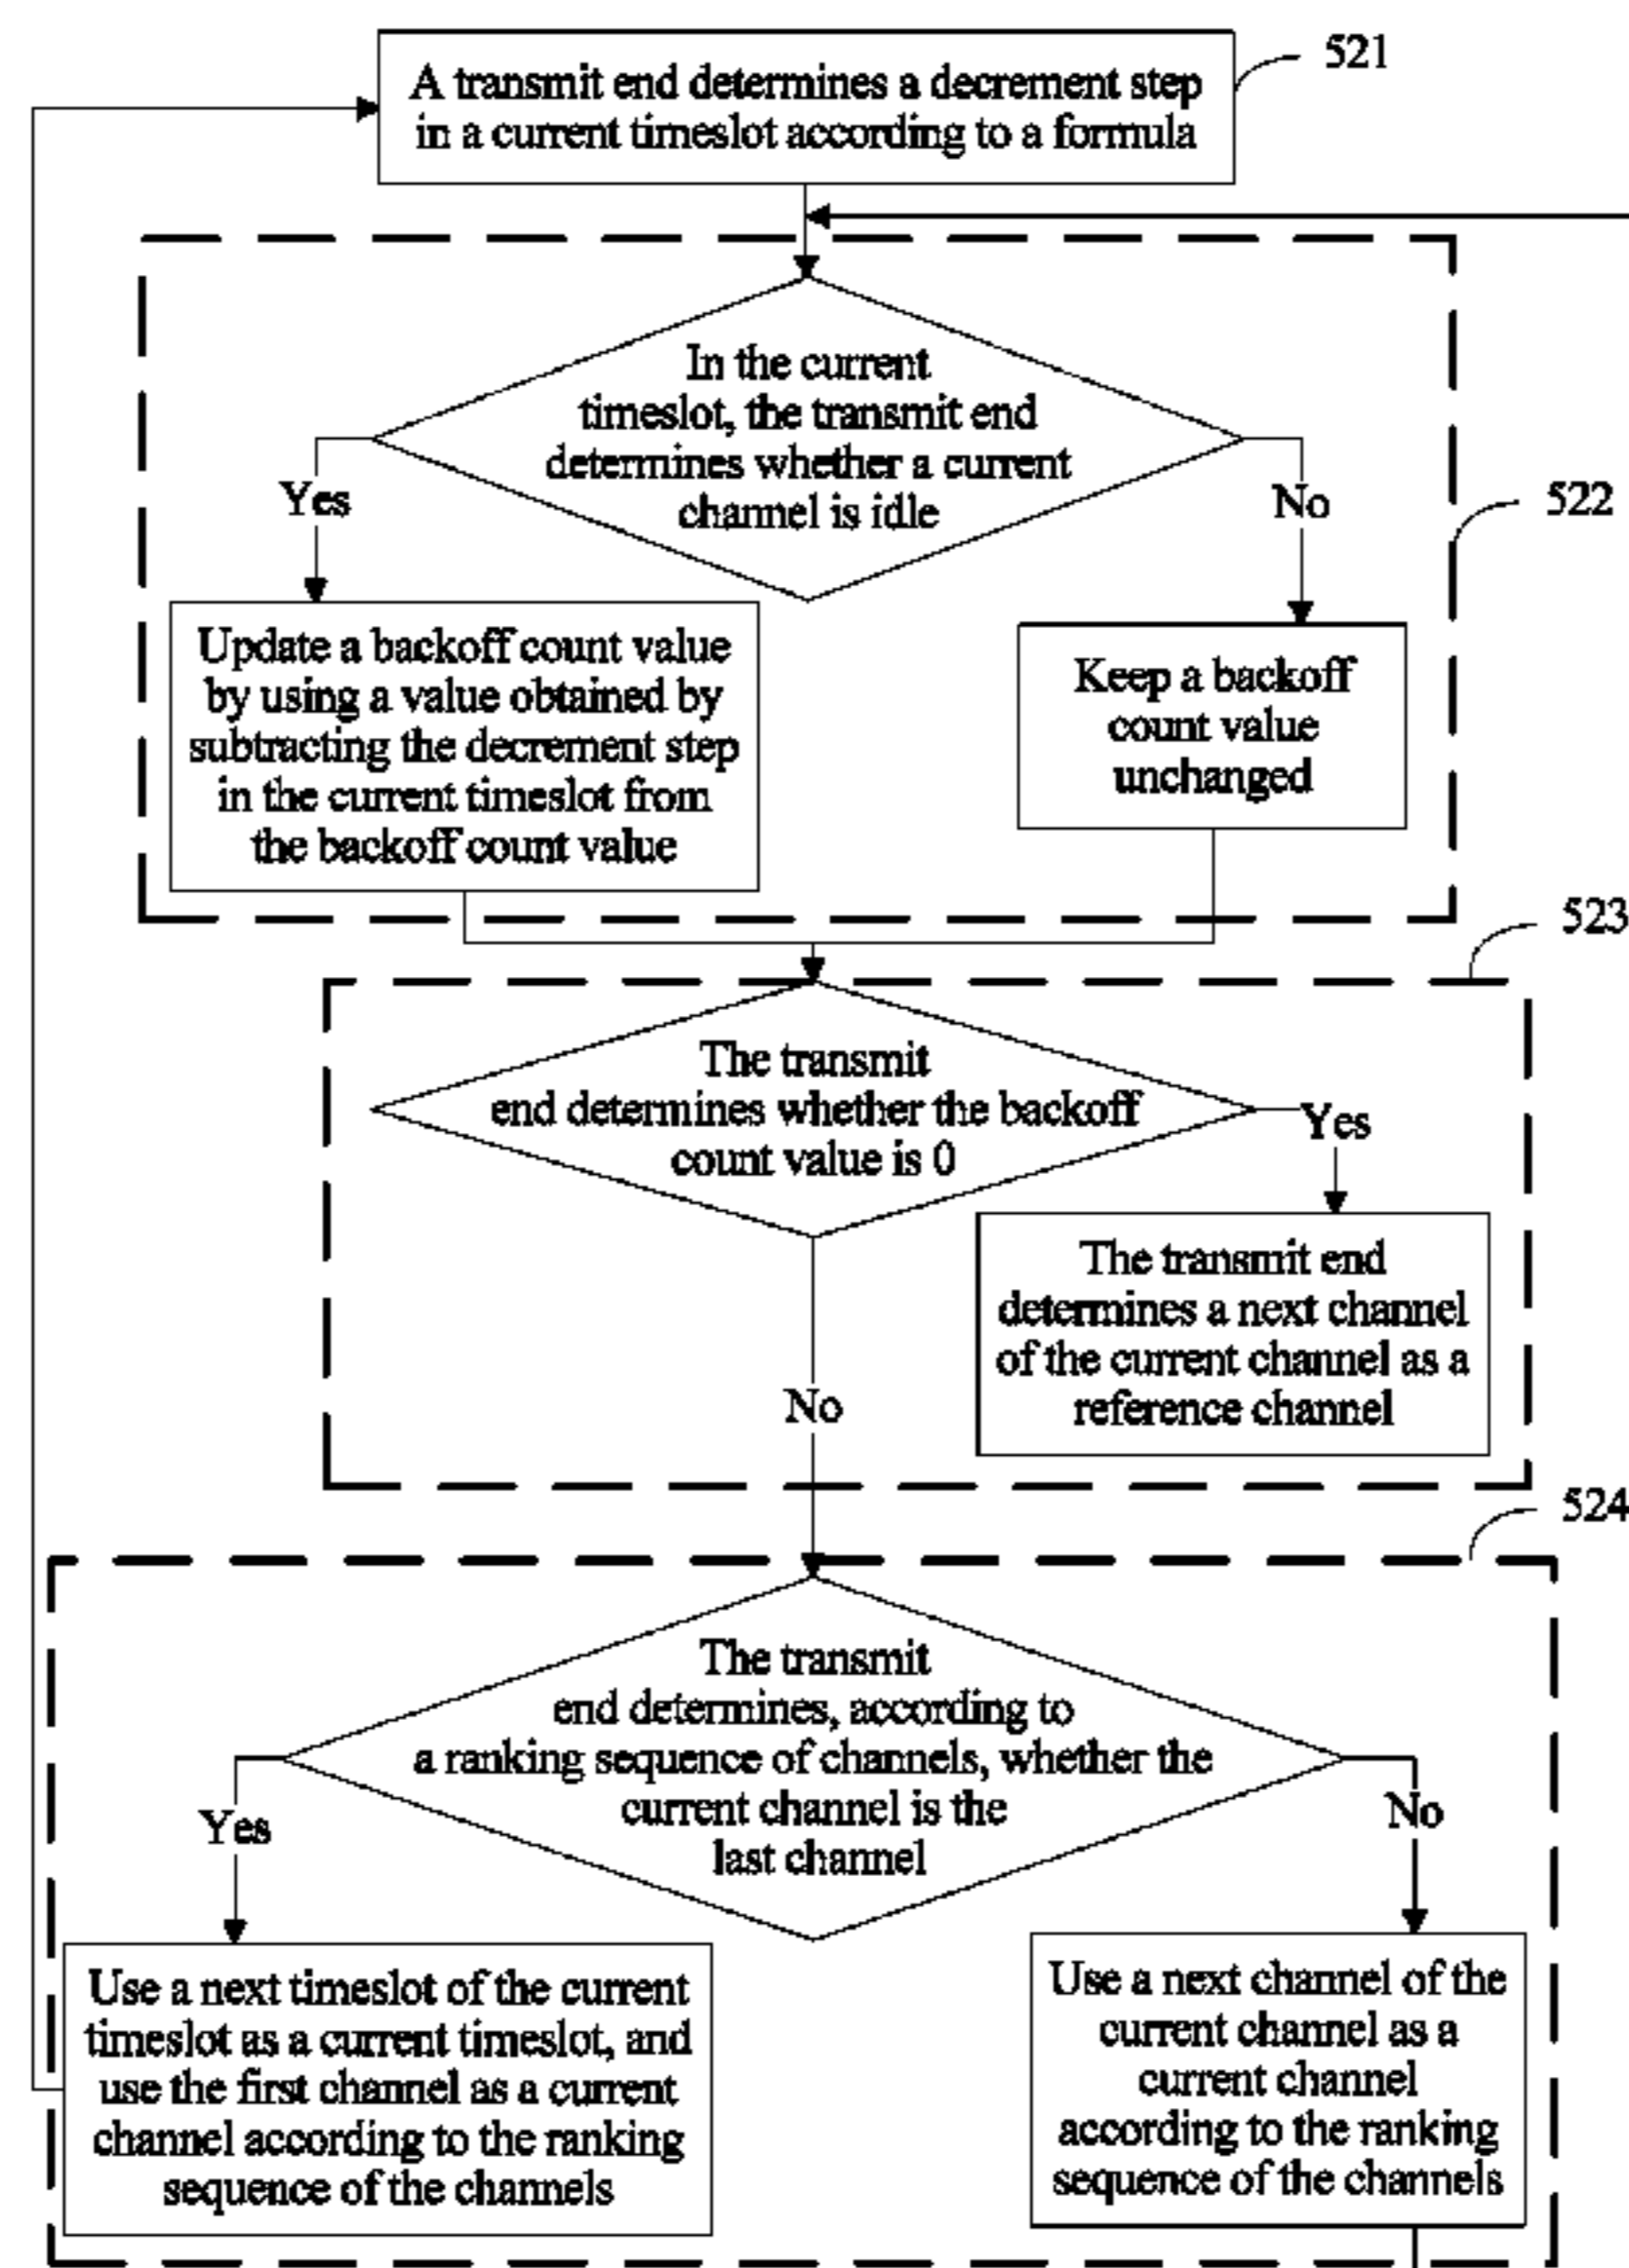 A transmit end determines a decrement step
in a current timeslot according to a formula
521
In the current
timeslot, the transmit end
determines whether a current
channel is idle
Yes
No
522
Update a backoff count value
by using a value obtained by
subtracting the decrement step
in the current timeslot from
the backoff count value
Keep a backoff
count value
unchanged
523
The transmit
end determines whether the backoff
count value is 0
Yes
The transmit end
determines a next channel
of the current channel as a
reference channel
No
524
The transmit
end determines, according to
a ranking sequence of channels, whether the
current channel is the
last channel
Yes
No
Use a next timeslot of the current
timeslot as a current timeslot, and
use the first channel as a current
channel according to the ranking
sequence of the channels
Use a next channel of the
current channel as a
current channel
according to the ranking
sequence of the channels